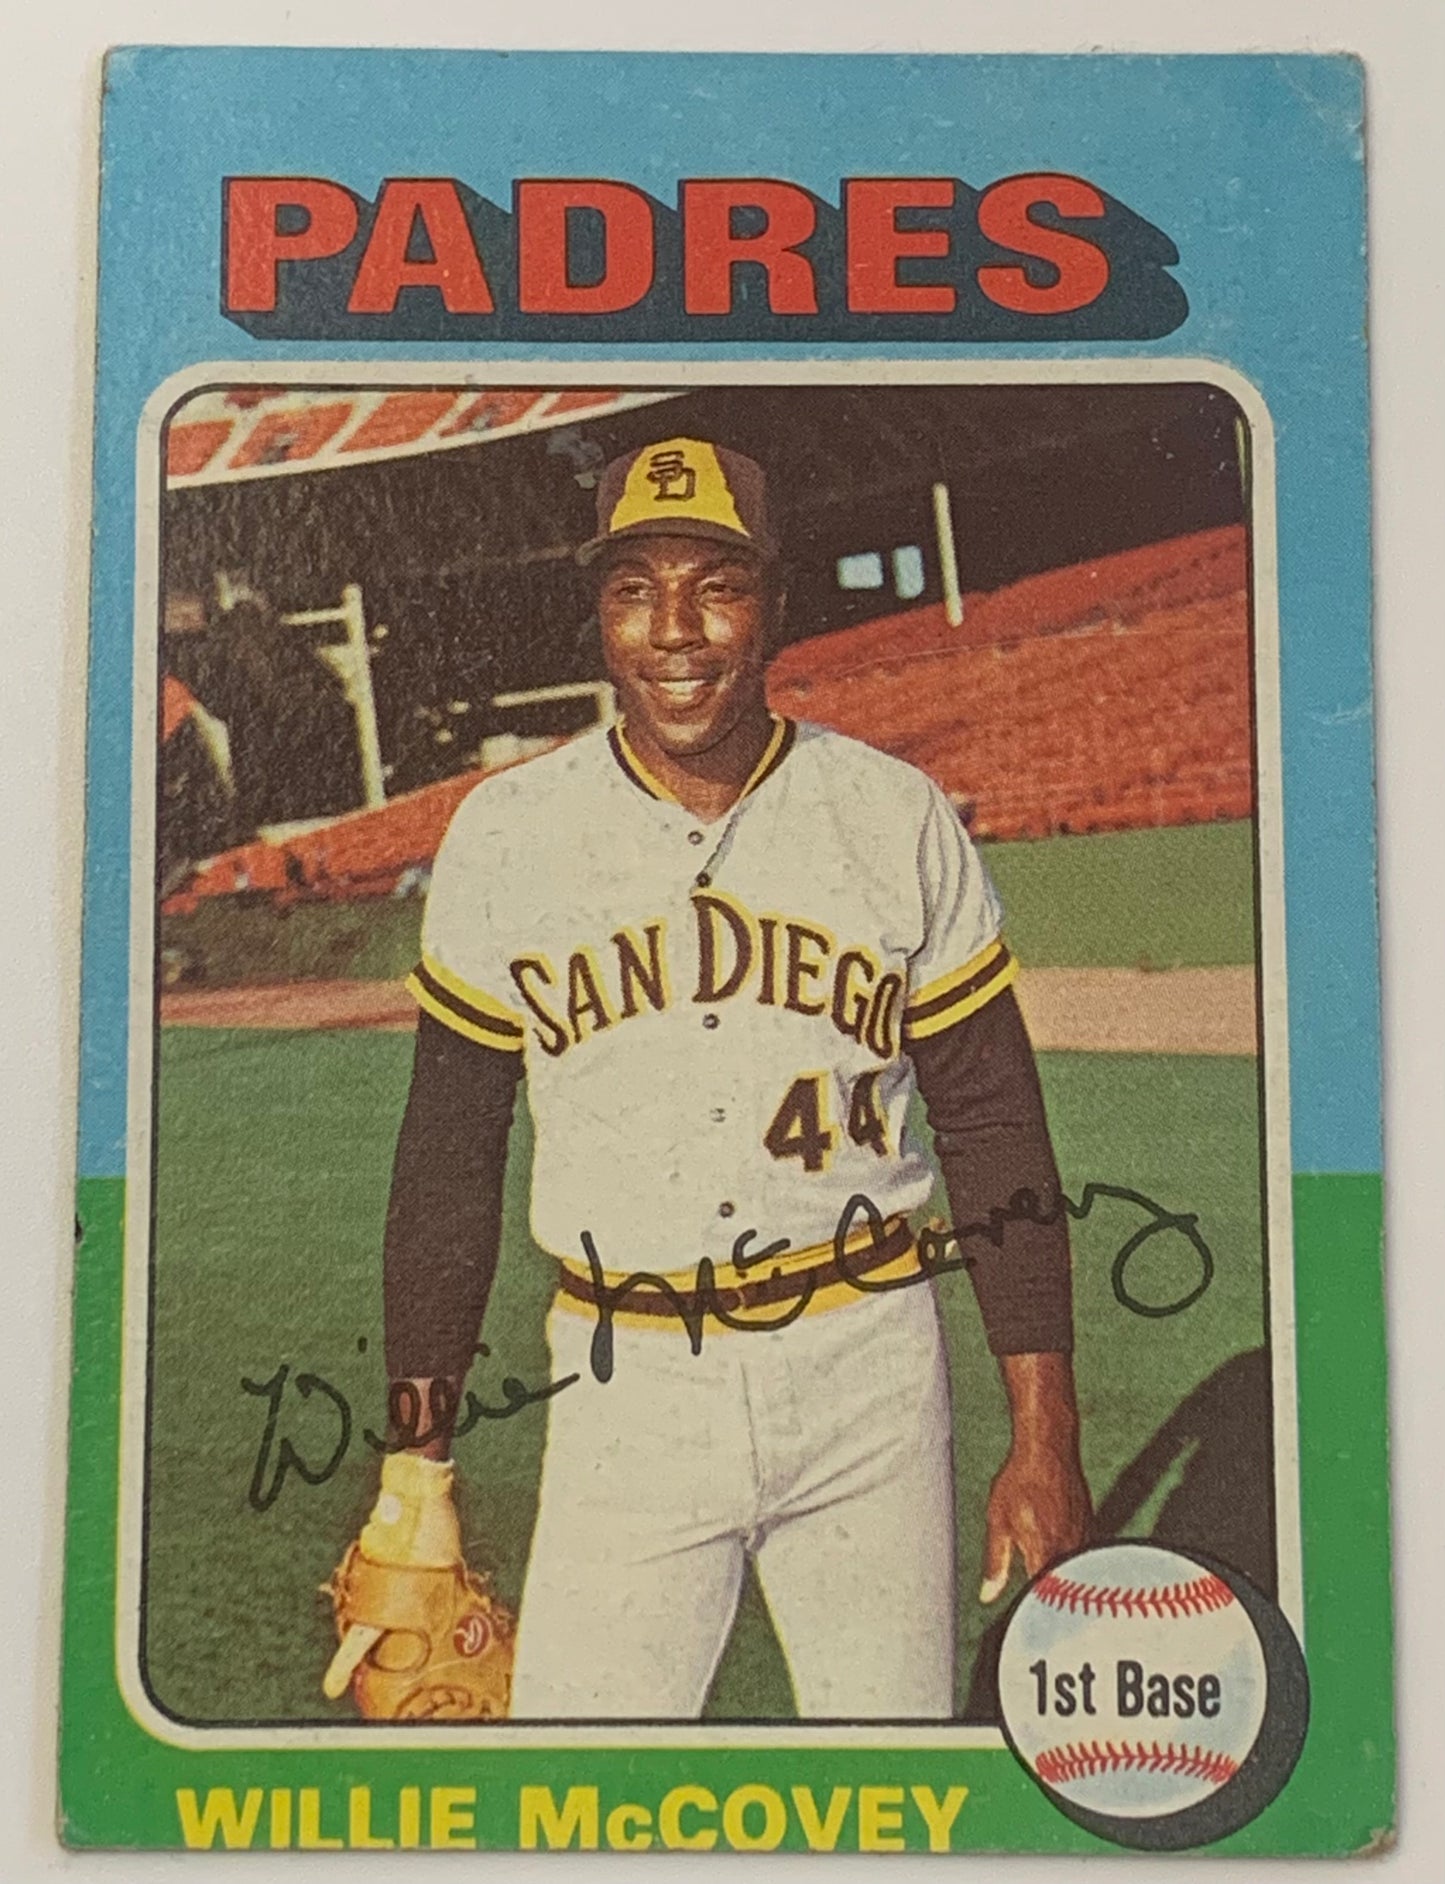 PADRES
SD
SAN DIEGO
44
Willie McCovey
1st Base
WILLIE McCOVEY